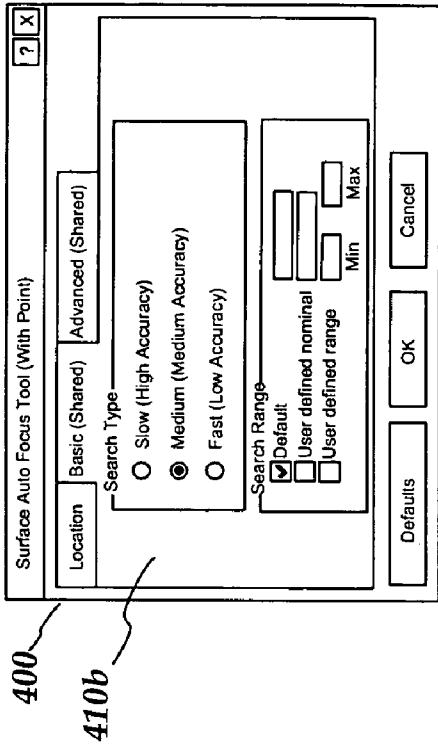 400
410b
Surface Auto Focus Tool (With Point)
? X
Location Basic (Shared) Advanced (Shared)
Search Type
Slow (High Accuracy)
Medium (Medium Accuracy)
Fast (Low Accuracy)
Search Range
Default
User defined nominal
User defined range
Min Max
Defaults OK Cancel